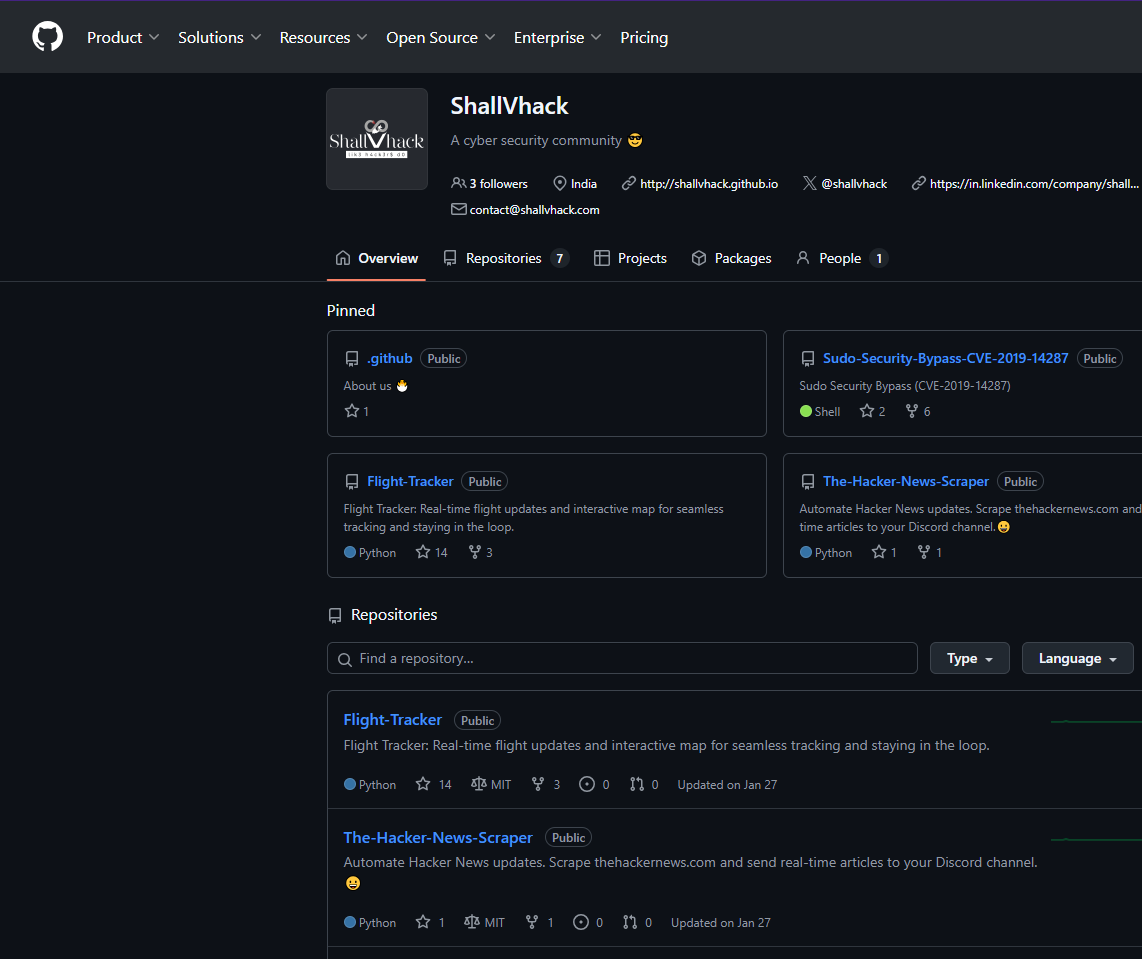 Product Solutions Resources Open Source Enterprise Pricing
ShallVhack
ShallVhack
l1k3 h4ck3r$ d0
A cyber security community 😎
3 followers India http://shallvhack.github.io @shallvhack https://in.linkedin.com/company/shall...
contact@shallvhack.com
Overview Repositories 7 Projects Packages People 1
Pinned
.github Public
About us 🐣
1
Sudo-Security-Bypass-CVE-2019-14287 Public
Sudo Security Bypass (CVE-2019-14287)
Shell 2 6
Flight-Tracker Public
Flight Tracker: Real-time flight updates and interactive map for seamless
tracking and staying in the loop.
Python 14 3
The-Hacker-News-Scraper Public
Automate Hacker News updates. Scrape thehackernews.com and
time articles to your Discord channel.😀
Python 1 1
Repositories
Find a repository...
Type Language
Flight-Tracker Public
Flight Tracker: Real-time flight updates and interactive map for seamless tracking and staying in the loop.
Python 14 MIT 3 0 0 Updated on Jan 27
The-Hacker-News-Scraper Public
Automate Hacker News updates. Scrape thehackernews.com and send real-time articles to your Discord channel.
😀
Python 1 MIT 1 0 0 Updated on Jan 27